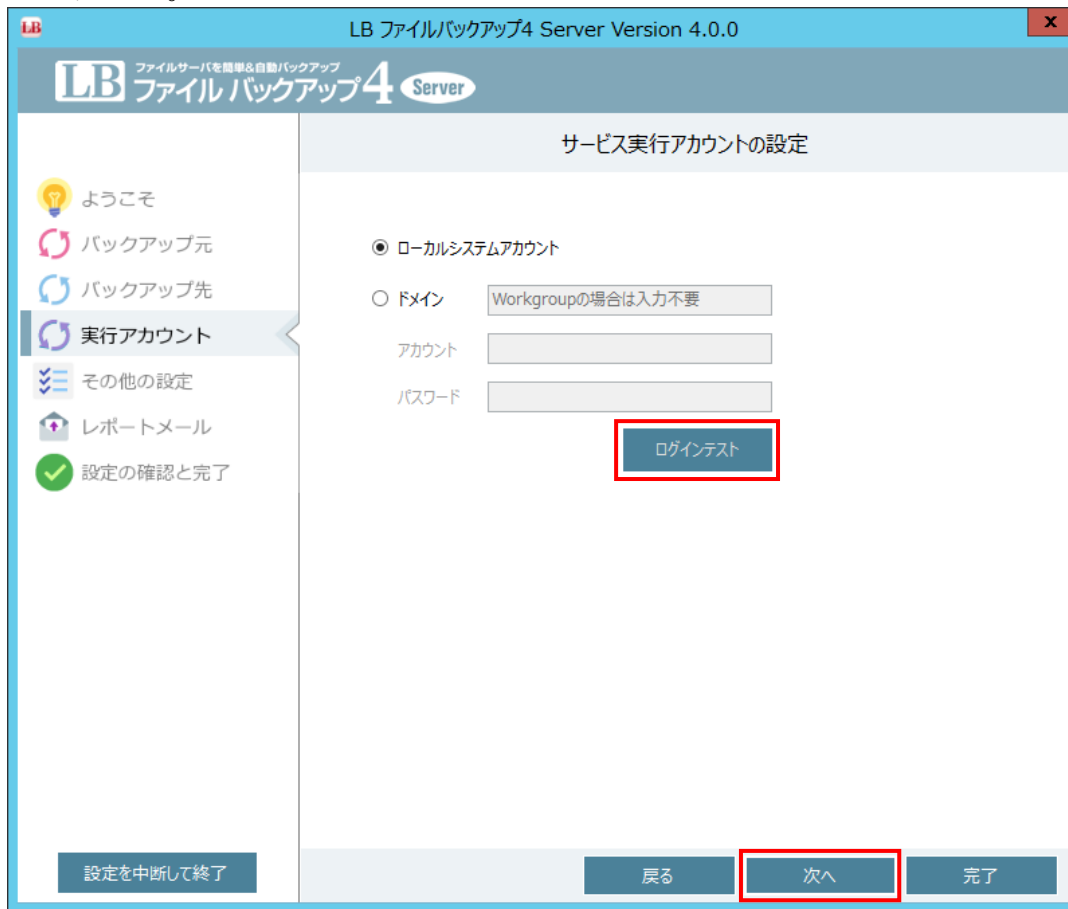 LB
LB ファイルバックアップ4 Server Version 4.0.0
x
LB
ファイルサーバを簡単&自動バックアップ
ファイル バックアップ4 Server
サービス実行アカウントの設定
ようこそ
バックアップ元
バックアップ先
実行アカウント
その他の設定
レポートメール
設定の確認と完了
ローカルシステムアカウント
ドメイン Workgroupの場合は入力不要
アカウント
パスワード
ログインテスト
設定を中断して終了
戻る
次へ
完了